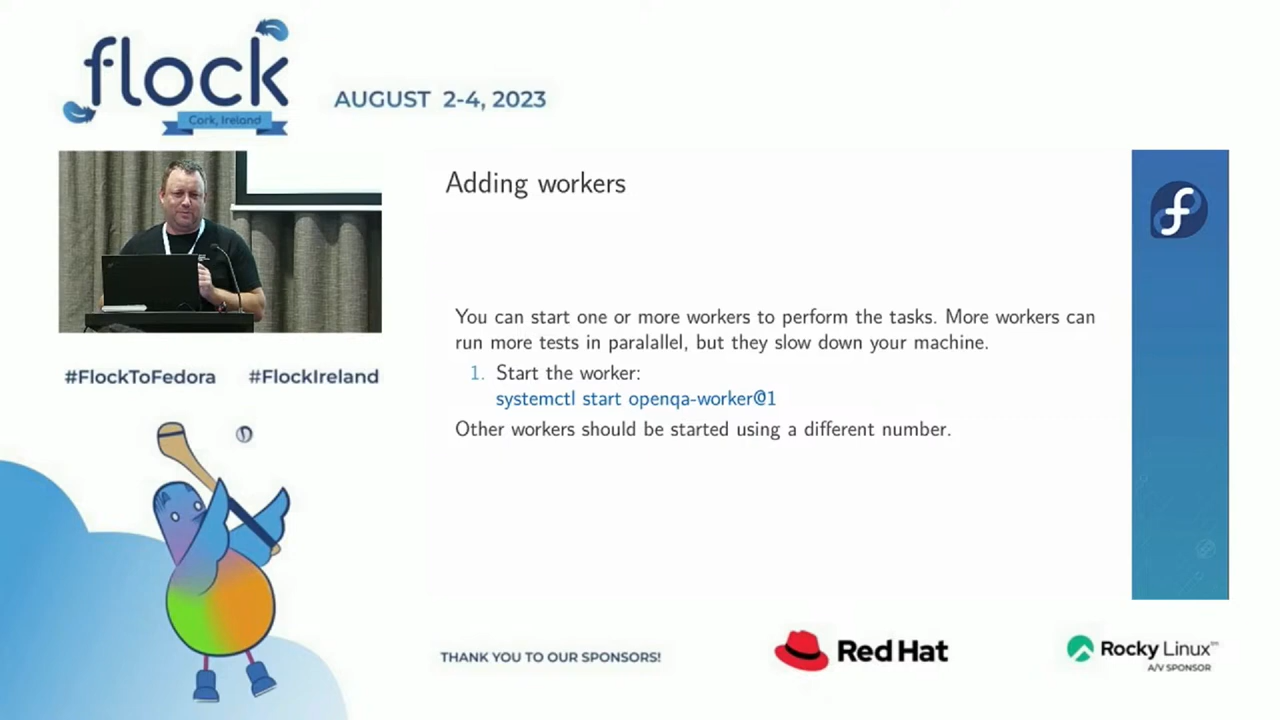 flock
Cork, Ireland
AUGUST 2-4, 2023
Adding workers
You can start one or more workers to perform the tasks. More workers can
run more tests in paralallel, but they slow down your machine.
1. Start the worker:
systemctl start openqa-worker@1
Other workers should be started using a different number.
#FlockToFedora #FlockIreland
THANK YOU TO OUR SPONSORS!
Red Hat
Rocky Linux™
A/V SPONSOR